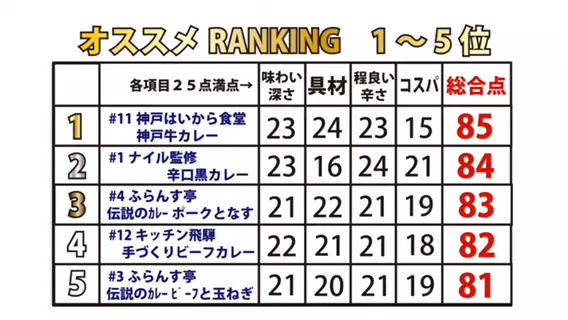 オススメ RANKING 1～5位
各項目25点満点→ 味わい深さ 具材 程良い辛さ コスパ 総合点
1 #11 神戸はいから食堂 神戸牛カレー 23 24 23 15 85
2 #1 ナイル監修 辛口黒カレー 23 16 24 21 84
3 #4 ふらんす亭 伝説のカレー ポークとなす 21 22 21 19 83
4 #12 キッチン飛騨 手づくりビーフカレー 22 21 21 18 82
5 #3 ふらんす亭 伝説のカレー ビーフと玉ねぎ 21 20 21 19 81